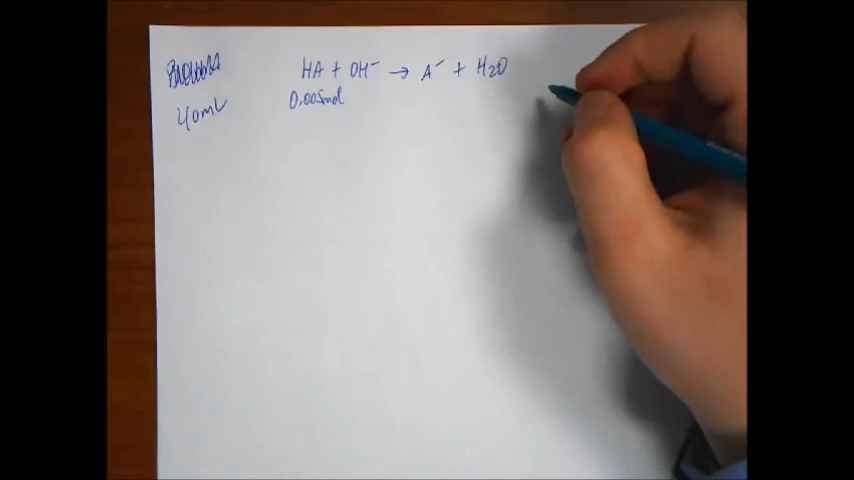 HA + OH⁻ → A⁻ + H₂O
40mL 0.005mol